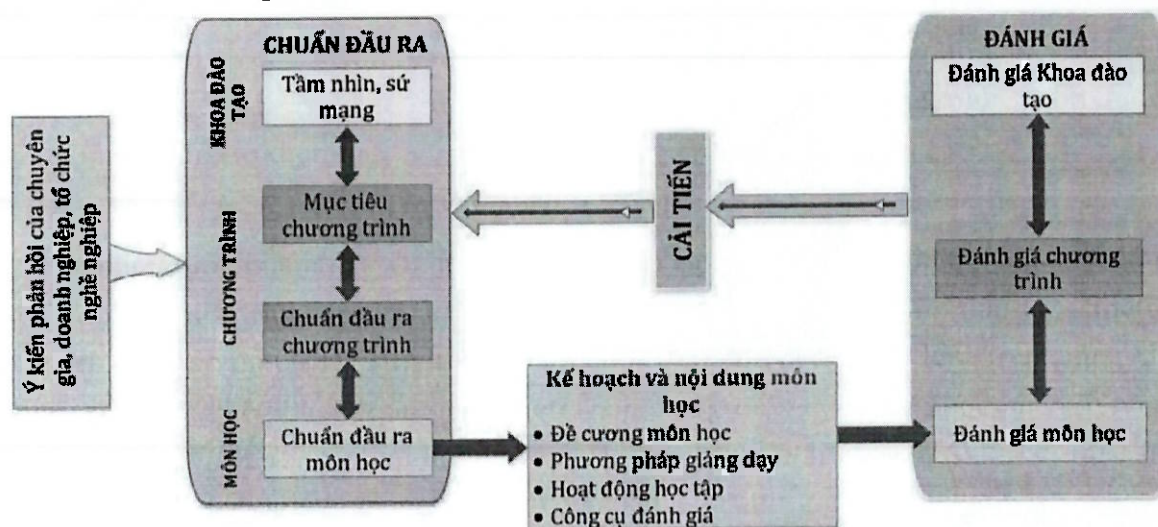 CHUẨN ĐẦU RA
KHOA ĐÀO
TẠO
Tầm nhìn, sứ
mạng
Ý kiến phản hồi của chuyên
gia, doanh nghiệp, tổ chức
nghề nghiệp
CHƯƠNG TRÌNH
Mục tiêu
chương trình
Chuẩn đầu ra
chương trình
MÔN HỌC
Chuẩn đầu ra
môn học
CẢI TIẾN
Kế hoạch và nội dung môn
học
• Đề cương môn học
• Phương pháp giảng dạy
• Hoạt động học tập
• Công cụ đánh giá
ĐÁNH GIÁ
Đánh giá Khoa đào
tạo
Đánh giá chương
trình
Đánh giá môn học